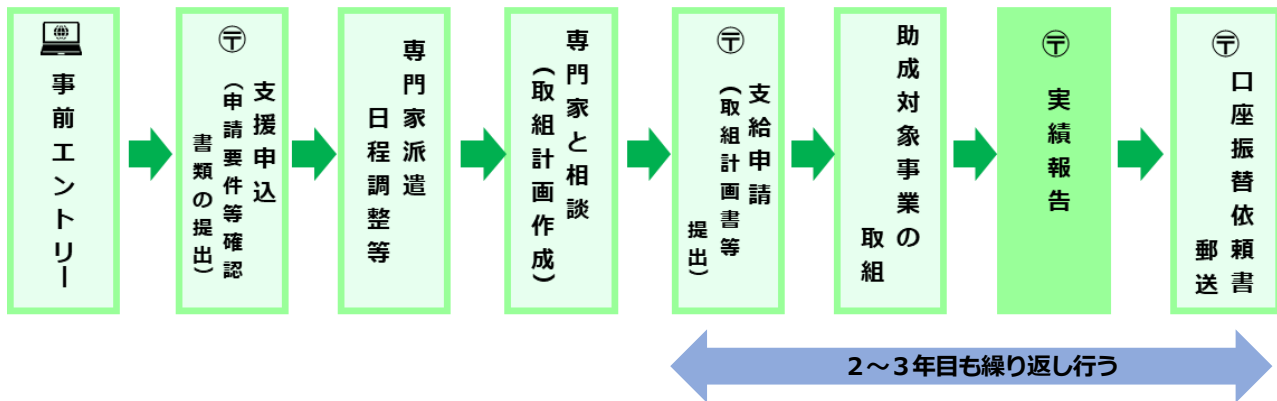 事前エントリー
〒
支援申込
（申請要件等確認
書類の提出）
専門家派遣
日程調整等
専門家と相談
（取組計画作成）
〒
支給申請
（取組計画書等
提出）
助成対象事業の
取組
〒
実績報告
〒
口座振替依頼書
郵送
２～３年目も繰り返し行う